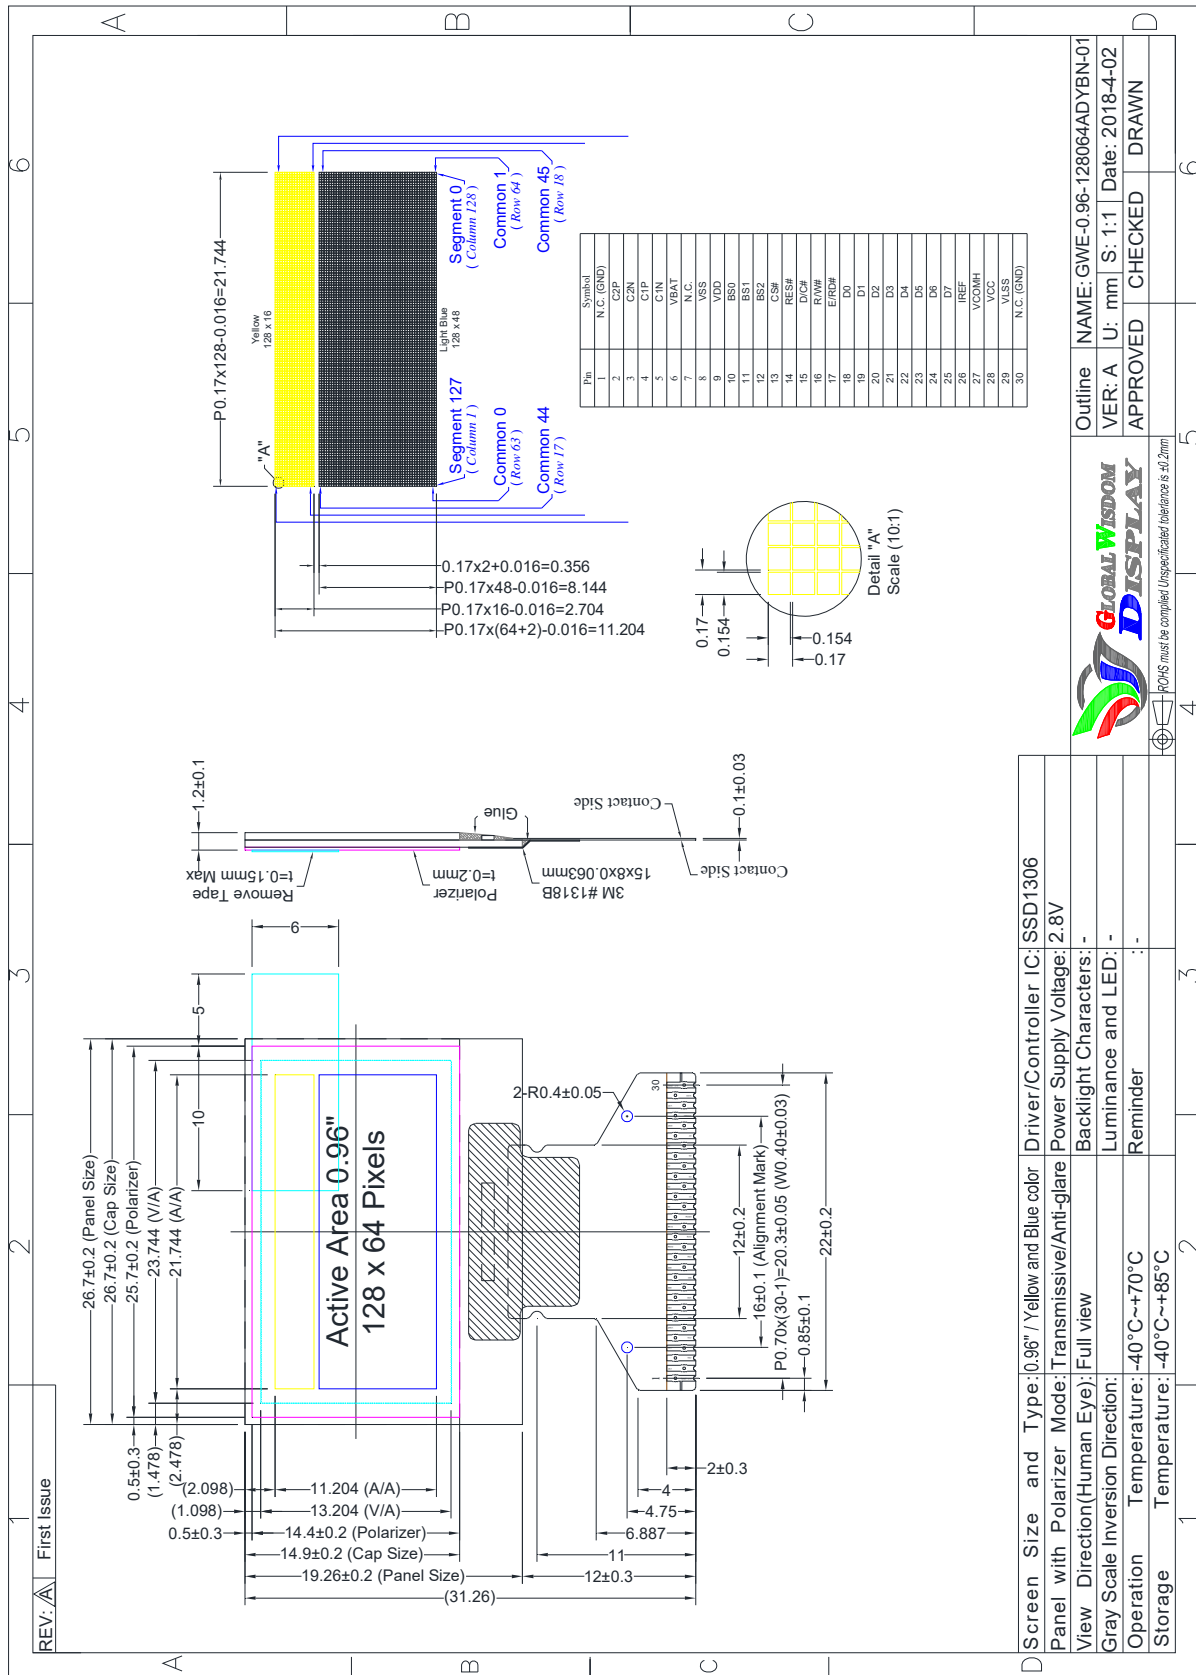 REV: A First Issue
1 2 3 4 5 6
A B C D
26.7±0.2 (Panel Size)
26.7±0.2 (Cap Size)
25.7±0.2 (Polarizer)
23.744 (V/A)
21.744 (A/A)
10
5
6
0.5±0.3
(1.478)
(2.478)
(2.098)
(1.098)
0.5±0.3
11.204 (A/A)
13.204 (V/A)
14.4±0.2 (Polarizer)
14.9±0.2 (Cap Size)
19.26±0.2 (Panel Size)
(31.26)
Active Area 0.96"
128 x 64 Pixels
2-R0.4±0.05
30
12±0.2
16±0.1 (Alignment Mark)
P0.70x(30-1)=20.3±0.05 (W0.40±0.03)
0.85±0.1
22±0.2
2±0.3
4
4.75
6.887
11
12±0.3
1.2±0.1
Remove Tape
t=0.15mm Max
Polarizer
t=0.2mm
3M #1318B
15x8x0.063mm
Glue
Contact Side
Contact Side
0.1±0.03
P0.17x128-0.016=21.744
Yellow
128 x 16
"A"
Light Blue
128 x 48
Segment 127
( Column 1 )
Segment 0
( Column 128 )
Common 0
( Row 63 )
Common 1
( Row 64 )
Common 44
( Row 17 )
Common 45
( Row 18 )
0.17x2+0.016=0.356
P0.17x48-0.016=8.144
P0.17x16-0.016=2.704
P0.17x(64+2)-0.016=11.204
0.17
0.154
0.154
0.17
Detail "A"
Scale (10:1)
Pin Symbol
1 N.C. (GND)
2 C2P
3 C2N
4 C1P
5 C1N
6 VBAT
7 N.C.
8 VSS
9 VDD
10 BS0
11 BS1
12 BS2
13 CS#
14 RES#
15 D/C#
16 R/W#
17 E/RD#
18 D0
19 D1
20 D2
21 D3
22 D4
23 D5
24 D6
25 D7
26 IREF
27 VCOMH
28 VCC
29 VLSS
30 N.C. (GND)
Screen Size and Type: 0.96" / Yellow and Blue color Driver/Controller IC: SSD1306
Panel with Polarizer Mode: Transmissive/Anti-glare Power Supply Voltage: 2.8V
View Direction(Human Eye): Full view Backlight Characters: -
Gray Scale Inversion Direction: Luminance and LED: -
Operation Temperature: -40°C~+70°C Reminder : -
Storage Temperature: -40°C~+85°C
GLOBAL WISDOM
DISPLAY
ROHS must be complied Unspecificated tolerlance is ±0.2mm
Outline NAME: GWE-0.96-128064ADYBN-01
VER: A U: mm S: 1:1 Date: 2018-4-02
APPROVED CHECKED DRAWN
1 2 3 4 5 6
A B C D